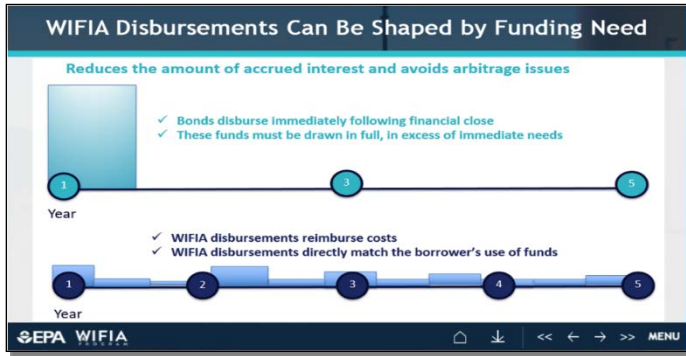 WIFIA Disbursements Can Be Shaped by Funding Need
Reduces the amount of accrued interest and avoids arbitrage issues
✓ Bonds disburse immediately following financial close
✓ These funds must be drawn in full, in excess of immediate needs
1 3 5
Year
✓ WIFIA disbursements reimburse costs
✓ WIFIA disbursements directly match the borrower's use of funds
1 2 3 4 5
Year
EPA WIFIA
PROGRAM
<< ← → >> MENU